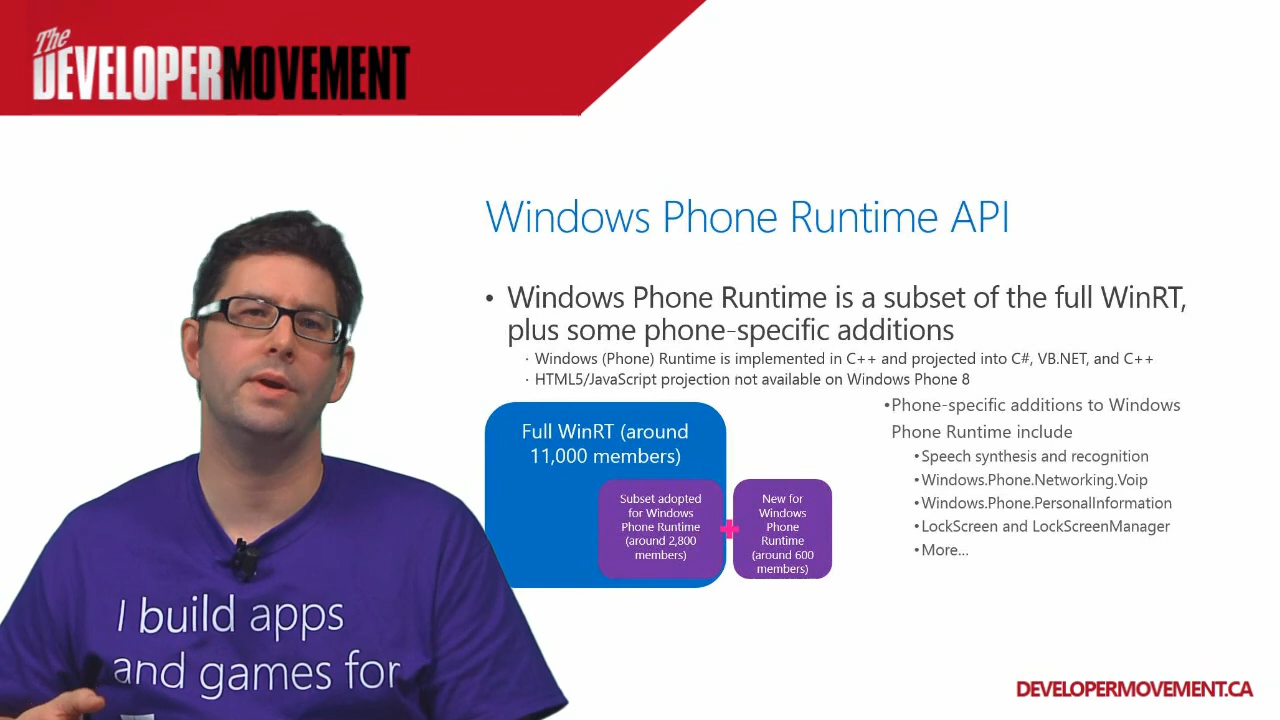 The
DEVELOPERMOVEMENT
Windows Phone Runtime API
• Windows Phone Runtime is a subset of the full WinRT,
plus some phone-specific additions
· Windows (Phone) Runtime is implemented in C++ and projected into C#, VB.NET, and C++
· HTML5/JavaScript projection not available on Windows Phone 8
Full WinRT (around
11,000 members)
Subset adopted
for Windows
Phone Runtime
(around 2,800
members)
+
New for
Windows
Phone
Runtime
(around 600
members)
•Phone-specific additions to Windows
Phone Runtime include
•Speech synthesis and recognition
•Windows.Phone.Networking.Voip
•Windows.Phone.PersonalInformation
•LockScreen and LockScreenManager
•More...
I build apps
and games for
DEVELOPERMOVEMENT.CA